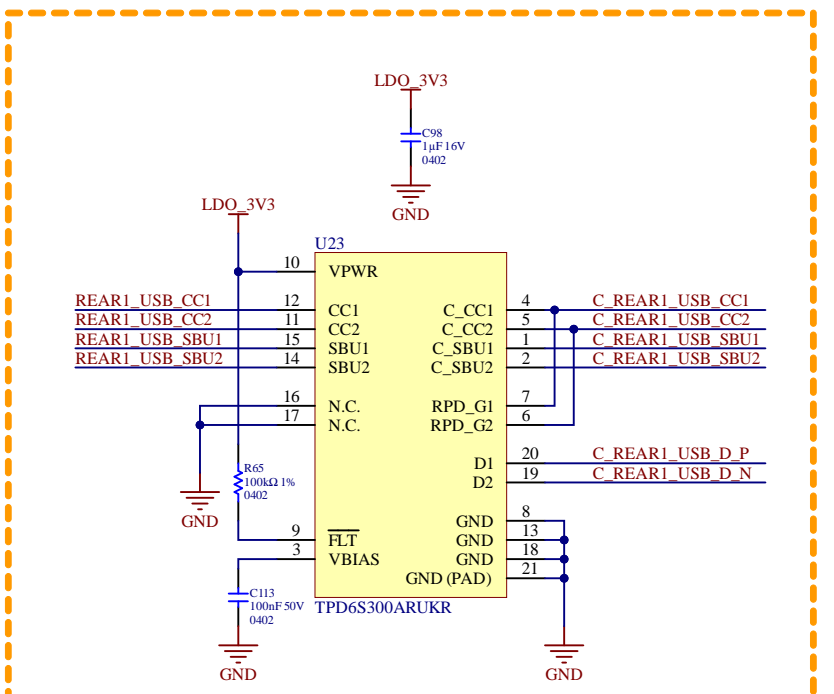 LDO_3V3
C98
1µF 16V
0402
GND
LDO_3V3
U23
10 VPWR
REAR1_USB_CC1 12 CC1 C_CC1 4 C_REAR1_USB_CC1
REAR1_USB_CC2 11 CC2 C_CC2 5 C_REAR1_USB_CC2
REAR1_USB_SBU1 15 SBU1 C_SBU1 1 C_REAR1_USB_SBU1
REAR1_USB_SBU2 14 SBU2 C_SBU2 2 C_REAR1_USB_SBU2
16 N.C. RPD_G1 7
17 N.C. RPD_G2 6
D1 20 C_REAR1_USB_D_P
R65
D2 19 C_REAR1_USB_D_N
100kΩ 1%
0402
GND
GND 8
9 FLT GND 13
3 VBIAS GND 18
GND (PAD) 21
C113
100nF 50V
0402
TPD6S300ARUKR
GND
GND